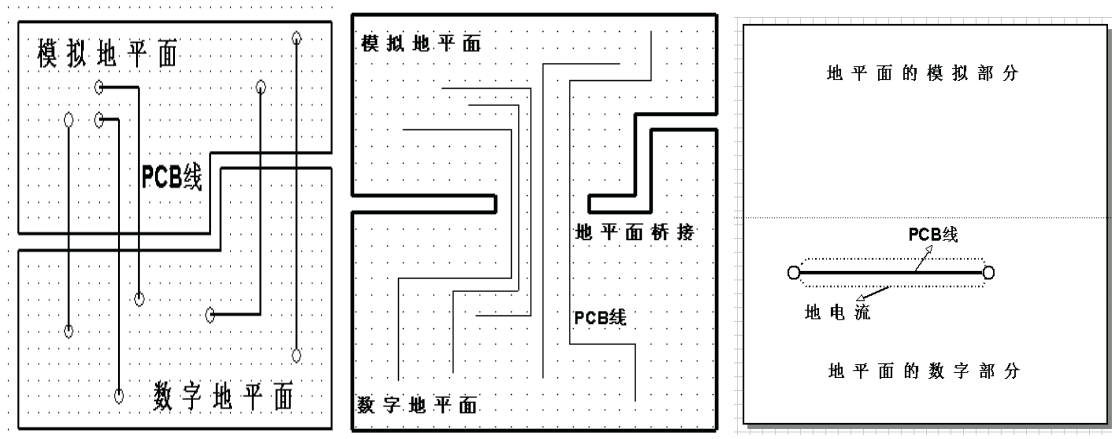 模拟地平面
PCB线
数字地平面
模拟地平面
地平面桥接
PCB线
数字地平面
地平面的模拟部分
PCB线
地电流
地平面的数字部分